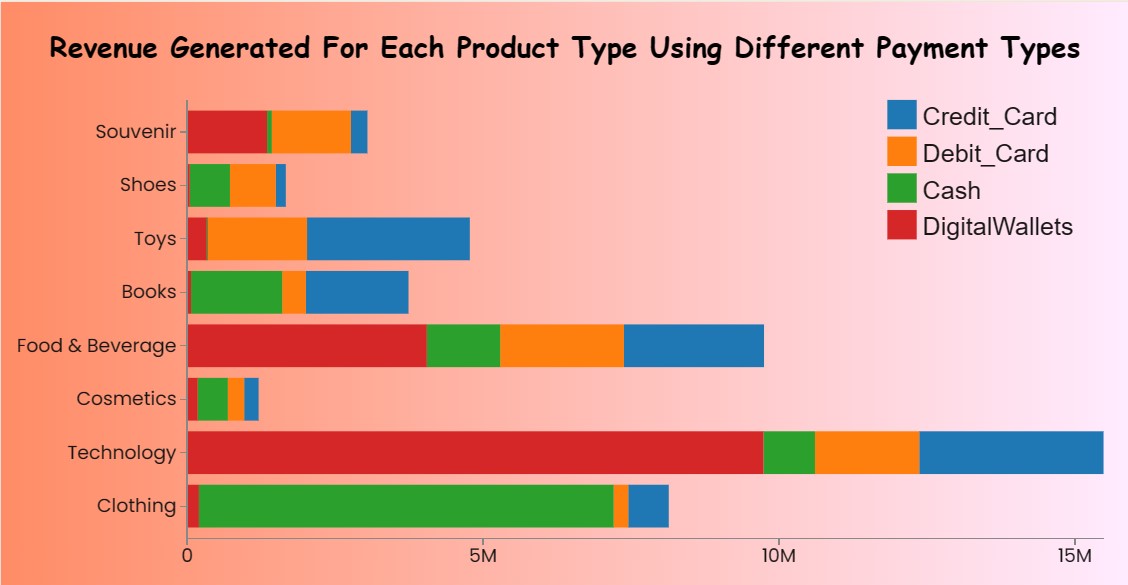 Revenue Generated For Each Product Type Using Different Payment Types
Credit_Card
Debit_Card
Cash
DigitalWallets
Souvenir
Shoes
Toys
Books
Food & Beverage
Cosmetics
Technology
Clothing
0 5M 10M 15M